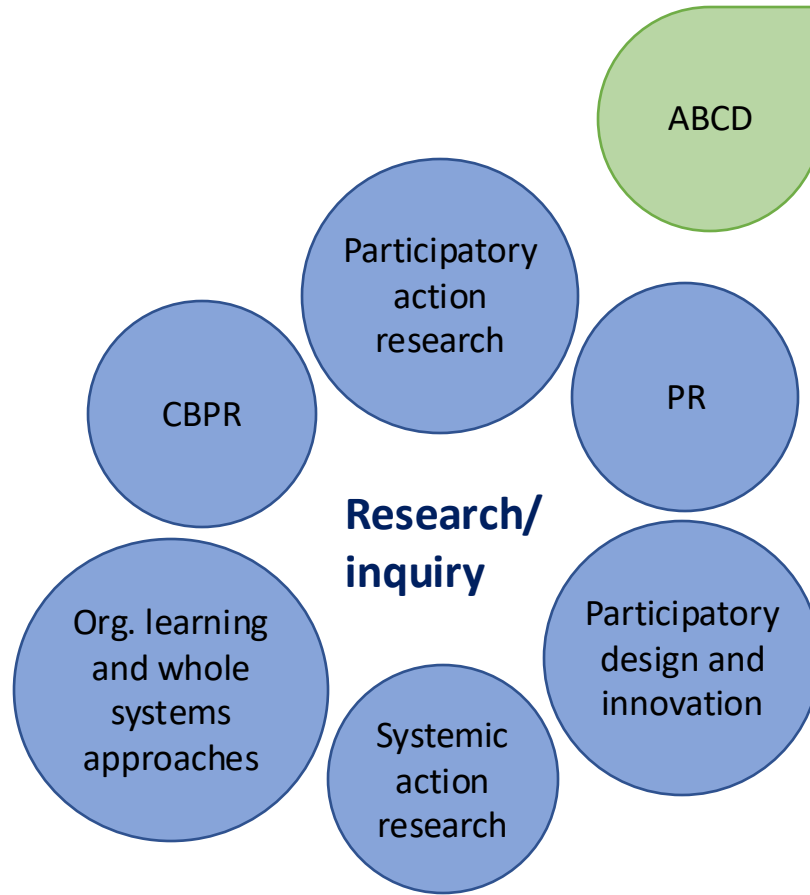 ABCD
Participatory
action
research
CBPR
PR
Research/
inquiry
Org. learning
and whole
systems
approaches
Participatory
design and
innovation
Systemic
action
research